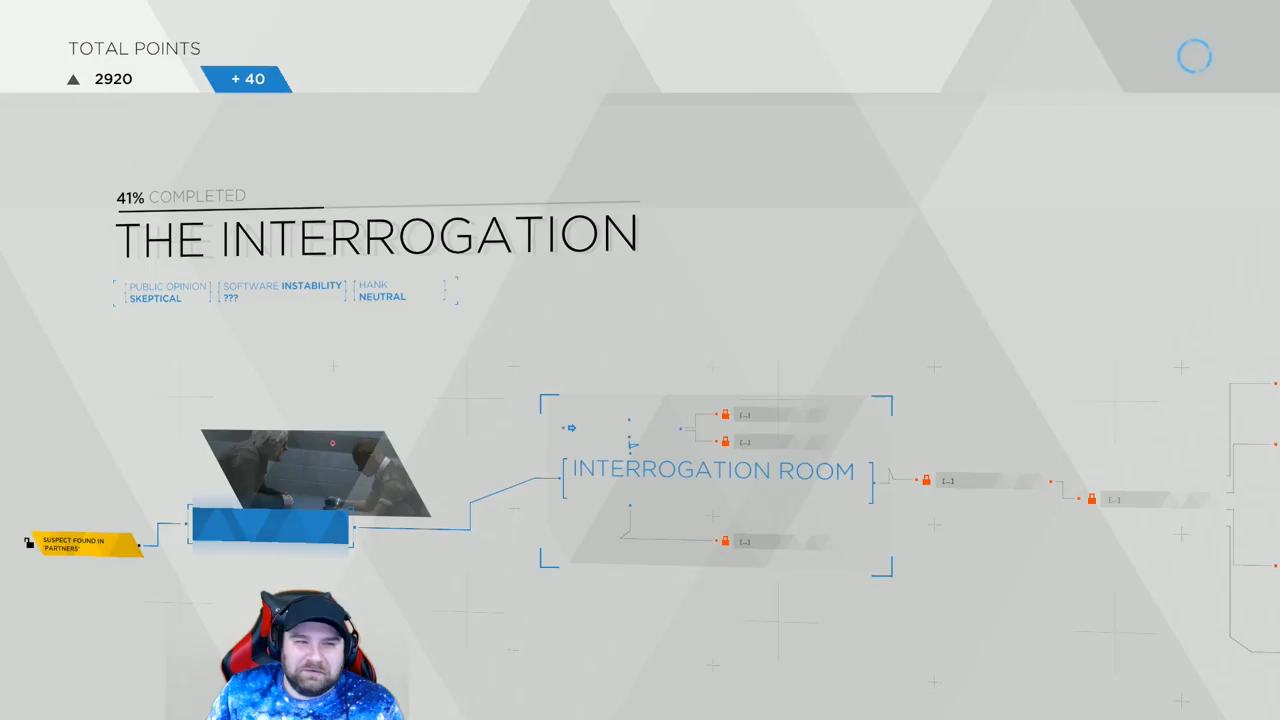 TOTAL POINTS
2920
+ 40
41% COMPLETED
THE INTERROGATION
PUBLIC OPINION
SKEPTICAL
SOFTWARE INSTABILITY
???
HANK
NEUTRAL
[...]
[...]
INTERROGATION ROOM
[...]
[...]
SUSPECT FOUND IN
'PARTNERS'
[...]